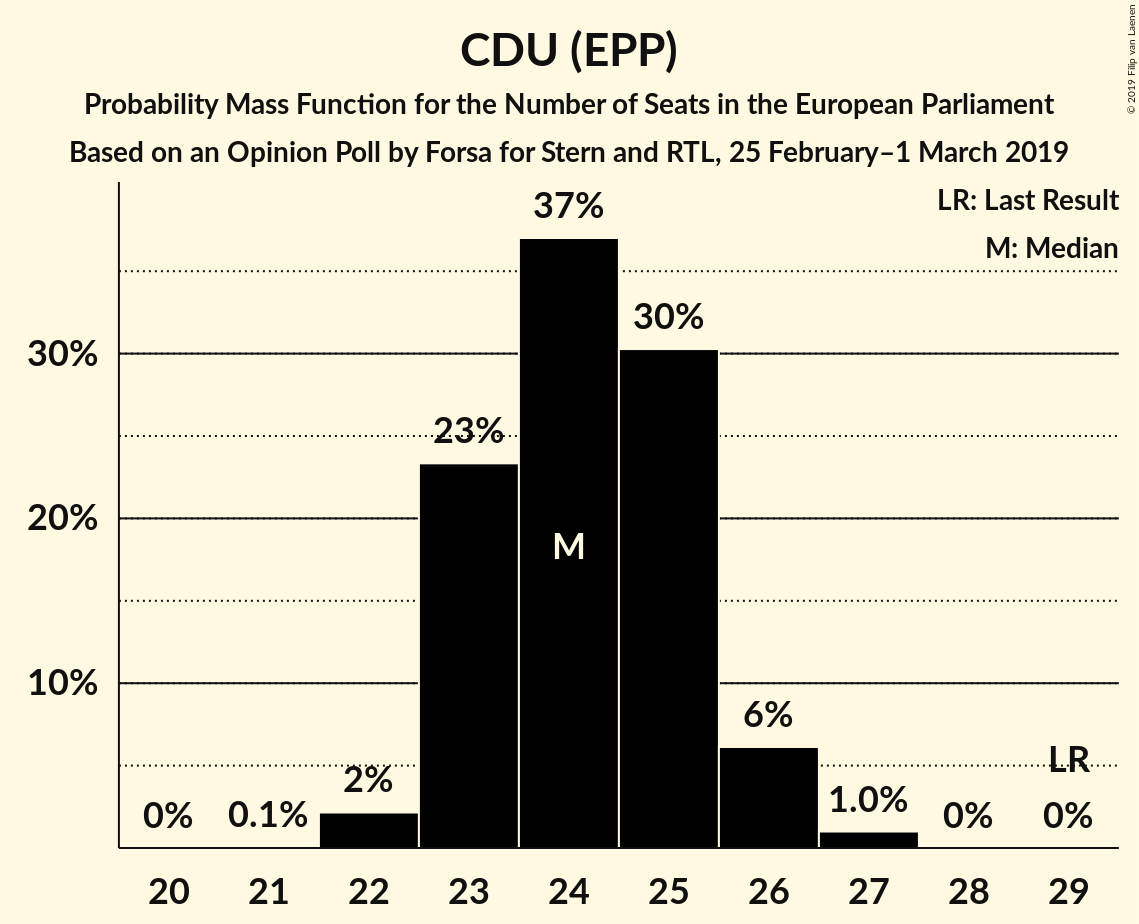 CDU (EPP)
Probability Mass Function for the Number of Seats in the European Parliament
Based on an Opinion Poll by Forsa for Stern and RTL, 25 February–1 March 2019
© 2019 Filip van Laenen
LR: Last Result
M: Median
37%
30%
30%
23%
20%
M
10%
6%
LR
2%
1.0%
0%
0.1%
0%
0%
20 21 22 23 24 25 26 27 28 29